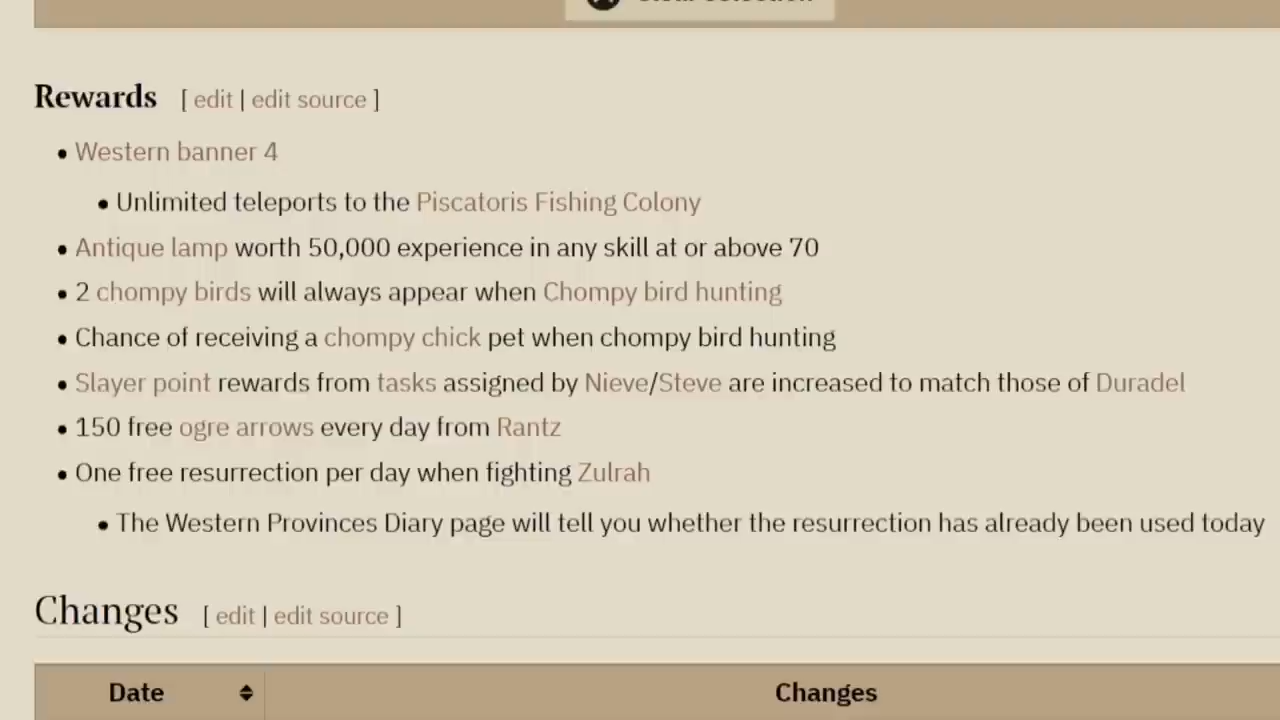 Rewards [ edit | edit source ]
• Western banner 4
• Unlimited teleports to the Piscatoris Fishing Colony
• Antique lamp worth 50,000 experience in any skill at or above 70
• 2 chompy birds will always appear when Chompy bird hunting
• Chance of receiving a chompy chick pet when chompy bird hunting
• Slayer point rewards from tasks assigned by Nieve/Steve are increased to match those of Duradel
• 150 free ogre arrows every day from Rantz
• One free resurrection per day when fighting Zulrah
• The Western Provinces Diary page will tell you whether the resurrection has already been used today
Changes [ edit | edit source ]
Date Changes